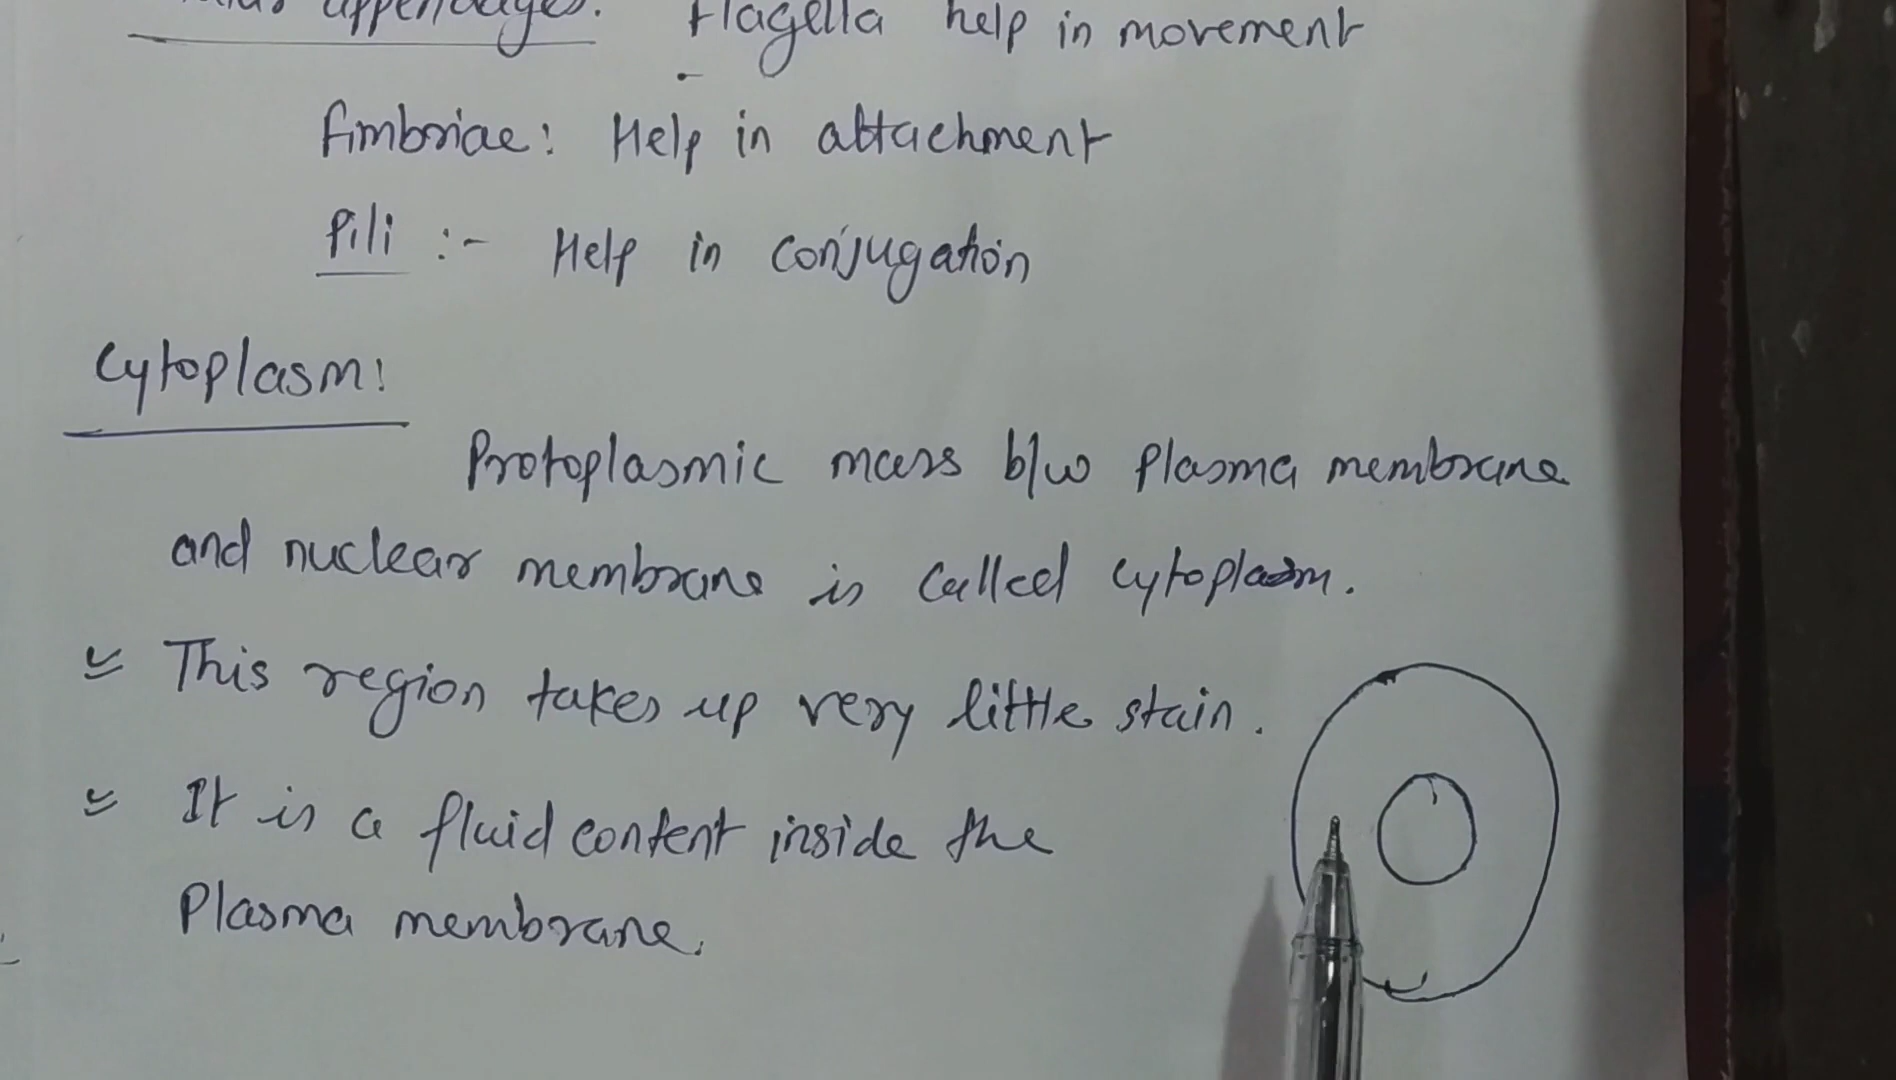 appendages: Flagella help in movement
Fimbriae: Help in attachment
Pili :- Help in conjugation
Cytoplasm:
Protoplasmic mass b/w Plasma membrane
and nuclear membrane is called cytoplasm.
This region takes up very little stain.
It is a fluid content inside the
Plasma membrane.